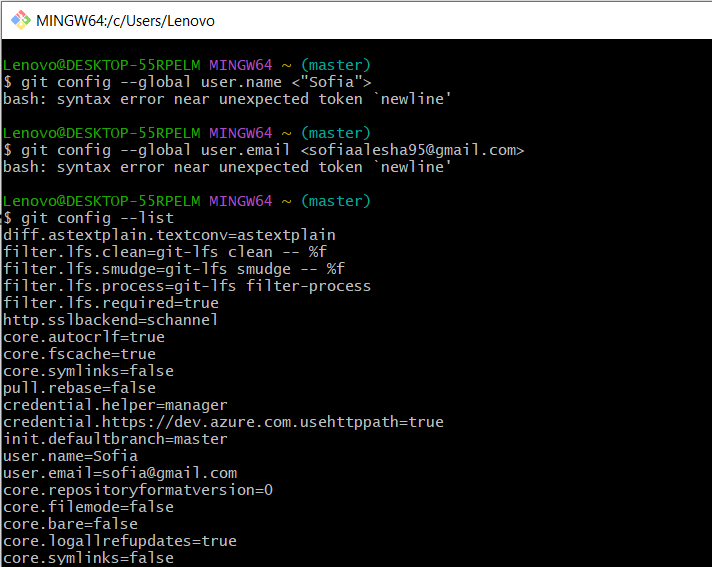 MINGW64:/c/Users/Lenovo
Lenovo@DESKTOP-55RPELM MINGW64 ~ (master)
$ git config --global user.name <"Sofia">
bash: syntax error near unexpected token `newline'
Lenovo@DESKTOP-55RPELM MINGW64 ~ (master)
$ git config --global user.email <sofiaalesha95@gmail.com>
bash: syntax error near unexpected token `newline'
Lenovo@DESKTOP-55RPELM MINGW64 ~ (master)
$ git config --list
diff.astextplain.textconv=astextplain
filter.lfs.clean=git-lfs clean -- %f
filter.lfs.smudge=git-lfs smudge -- %f
filter.lfs.process=git-lfs filter-process
filter.lfs.required=true
http.sslbackend=schannel
core.autocrlf=true
core.fscache=true
core.symlinks=false
pull.rebase=false
credential.helper=manager
credential.https://dev.azure.com.usehttppath=true
init.defaultbranch=master
user.name=Sofia
user.email=sofia@gmail.com
core.repositoryformatversion=0
core.filemode=false
core.bare=false
core.logallrefupdates=true
core.symlinks=false